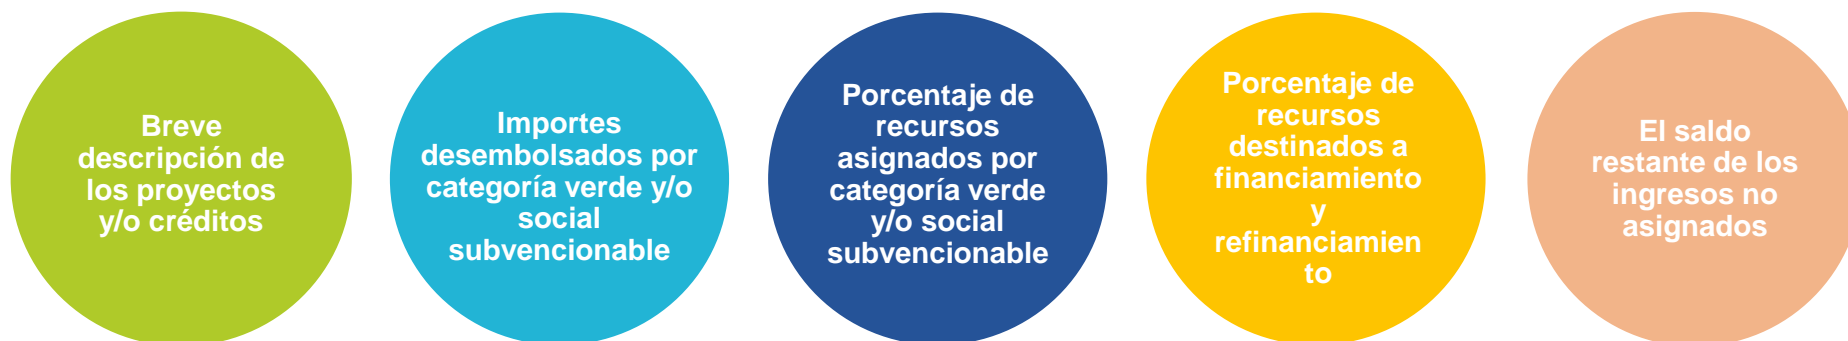 Breve
descripción de
los proyectos
y/o créditos
Importes
desembolsados por
categoría verde y/o
social
subvencionable
Porcentaje de
recursos
asignados por
categoría verde
y/o social
subvencionable
Porcentaje de
recursos
destinados a
financiamiento
y
refinanciamien
to
El saldo
restante de los
ingresos no
asignados